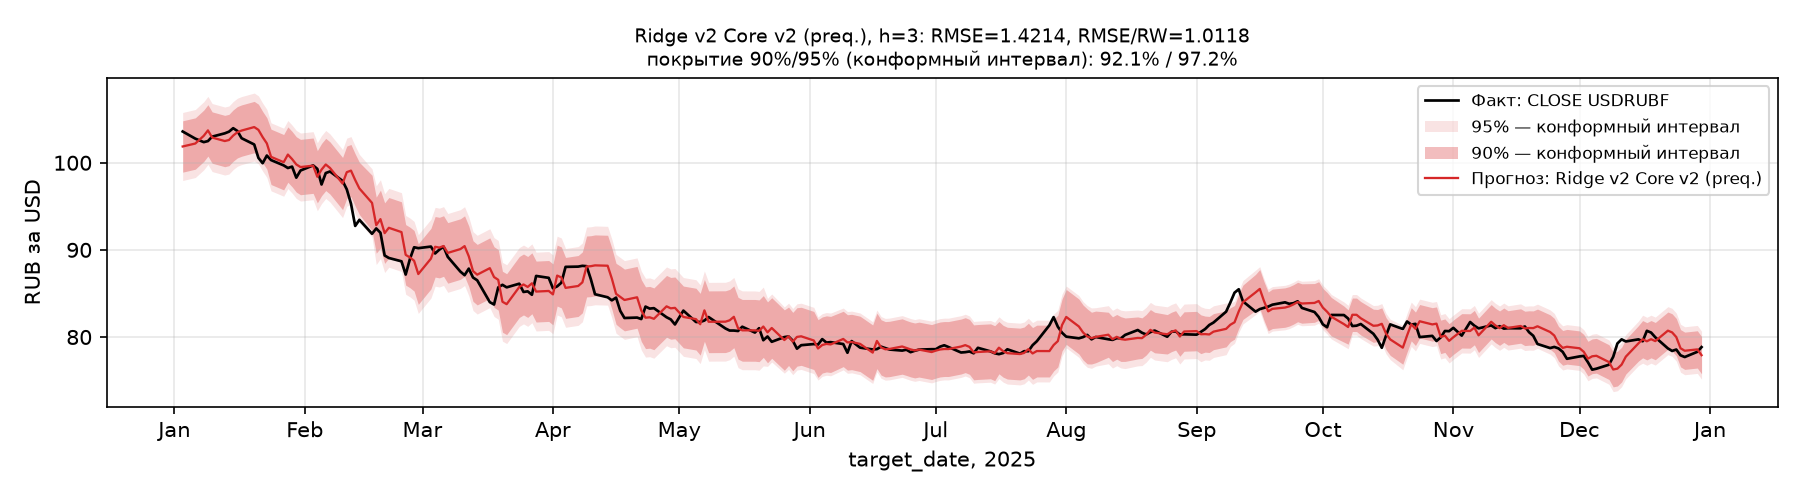 Ridge v2 Core v2 (preq.), h=3: RMSE=1.4214, RMSE/RW=1.0118
покрытие 90%/95% (конформный интервал): 92.1% / 97.2%
Факт: CLOSE USDRUBF
95% — конформный интервал
90% — конформный интервал
Прогноз: Ridge v2 Core v2 (preq.)
RUB за USD
100
90
80
Jan Feb Mar Apr May Jun Jul Aug Sep Oct Nov Dec Jan
target_date, 2025